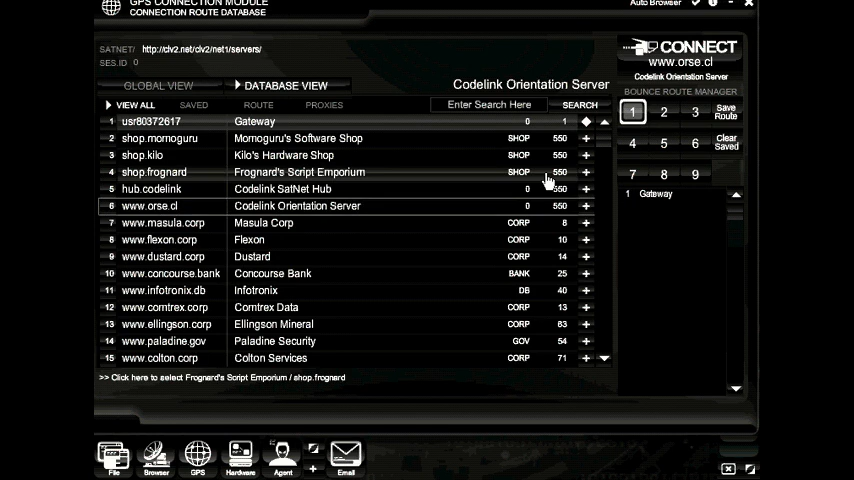 GPS CONNECTION MODULE
CONNECTION ROUTE DATABASE
Auto Browser
SATNET/ http://clv2.net/clv2/net1/servers/
SES.ID 0
GLOBAL VIEW
DATABASE VIEW
Codelink Orientation Server
VIEW ALL SAVED ROUTE PROXIES Enter Search Here SEARCH
1 usr80372617 Gateway 0 1
2 shop.momoguru Momoguru's Software Shop SHOP 550 +
3 shop.kilo Kilo's Hardware Shop SHOP 550 +
4 shop.frognard Frognard's Script Emporium SHOP 550 +
5 hub.codelink Codelink SatNet Hub 0 550 +
6 www.orse.cl Codelink Orientation Server 0 550 +
7 www.masula.corp Masula Corp CORP 8 +
8 www.flexon.corp Flexon CORP 10 +
9 www.dustard.corp Dustard CORP 14 +
10 www.concourse.bank Concourse Bank BANK 25 +
11 www.infotronix.db Infotronix DB 40 +
12 www.comtrex.corp Comtrex Data CORP 13 +
13 www.ellingson.corp Ellingson Mineral CORP 83 +
14 www.paladine.gov Paladine Security GOV 54 +
15 www.colton.corp Colton Services CORP 71 +
>> Click here to select Frognard's Script Emporium / shop.frognard
CONNECT
www.orse.cl
Codelink Orientation Server
BOUNCE ROUTE MANAGER
1 2 3 Save Route
4 5 6 Clear Saved
7 8 9
1 Gateway
File Browser GPS Hardware Agent + Email